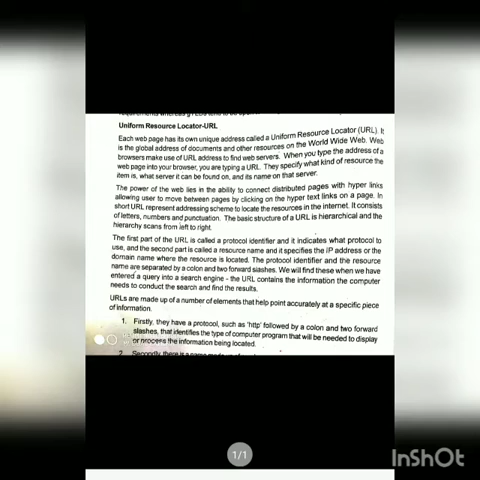 Uniform Resource Locator-URL
Each web page has its own unique address called a Uniform Resource Locator (URL). It
is the global address of documents and other resources on the World Wide Web. Web
browsers make use of URL address to find web servers. When you type the address of a
web page into your browser, you are typing a URL. They specify what kind of resource the
item is, what server it can be found on, and its name on that server.
The power of the web lies in the ability to connect distributed pages with hyper links
allowing user to move between pages by clicking on the hyper text links on a page. In
short URL represent addressing scheme to locate the resources in the internet. It consists
of letters, numbers and punctuation. The basic structure of a URL is hierarchical and the
hierarchy scans from left to right.
The first part of the URL is called a protocol identifier and it indicates what protocol to
use, and the second part is called a resource name and it specifies the IP address or the
domain name where the resource is located. The protocol identifier and the resource
name are separated by a colon and two forward slashes. We will find these when we have
entered a query into a search engine - the URL contains the information the computer
needs to conduct the search and find the results.
URLs are made up of a number of elements that help point accurately at a specific piece
of information.
1. Firstly, they have a protocol, such as 'http' followed by a colon and two forward
slashes, that identifies the type of computer program that will be needed to display
or process the information being located.
2. Secondly, there is a name made up of
1/1
InShOt